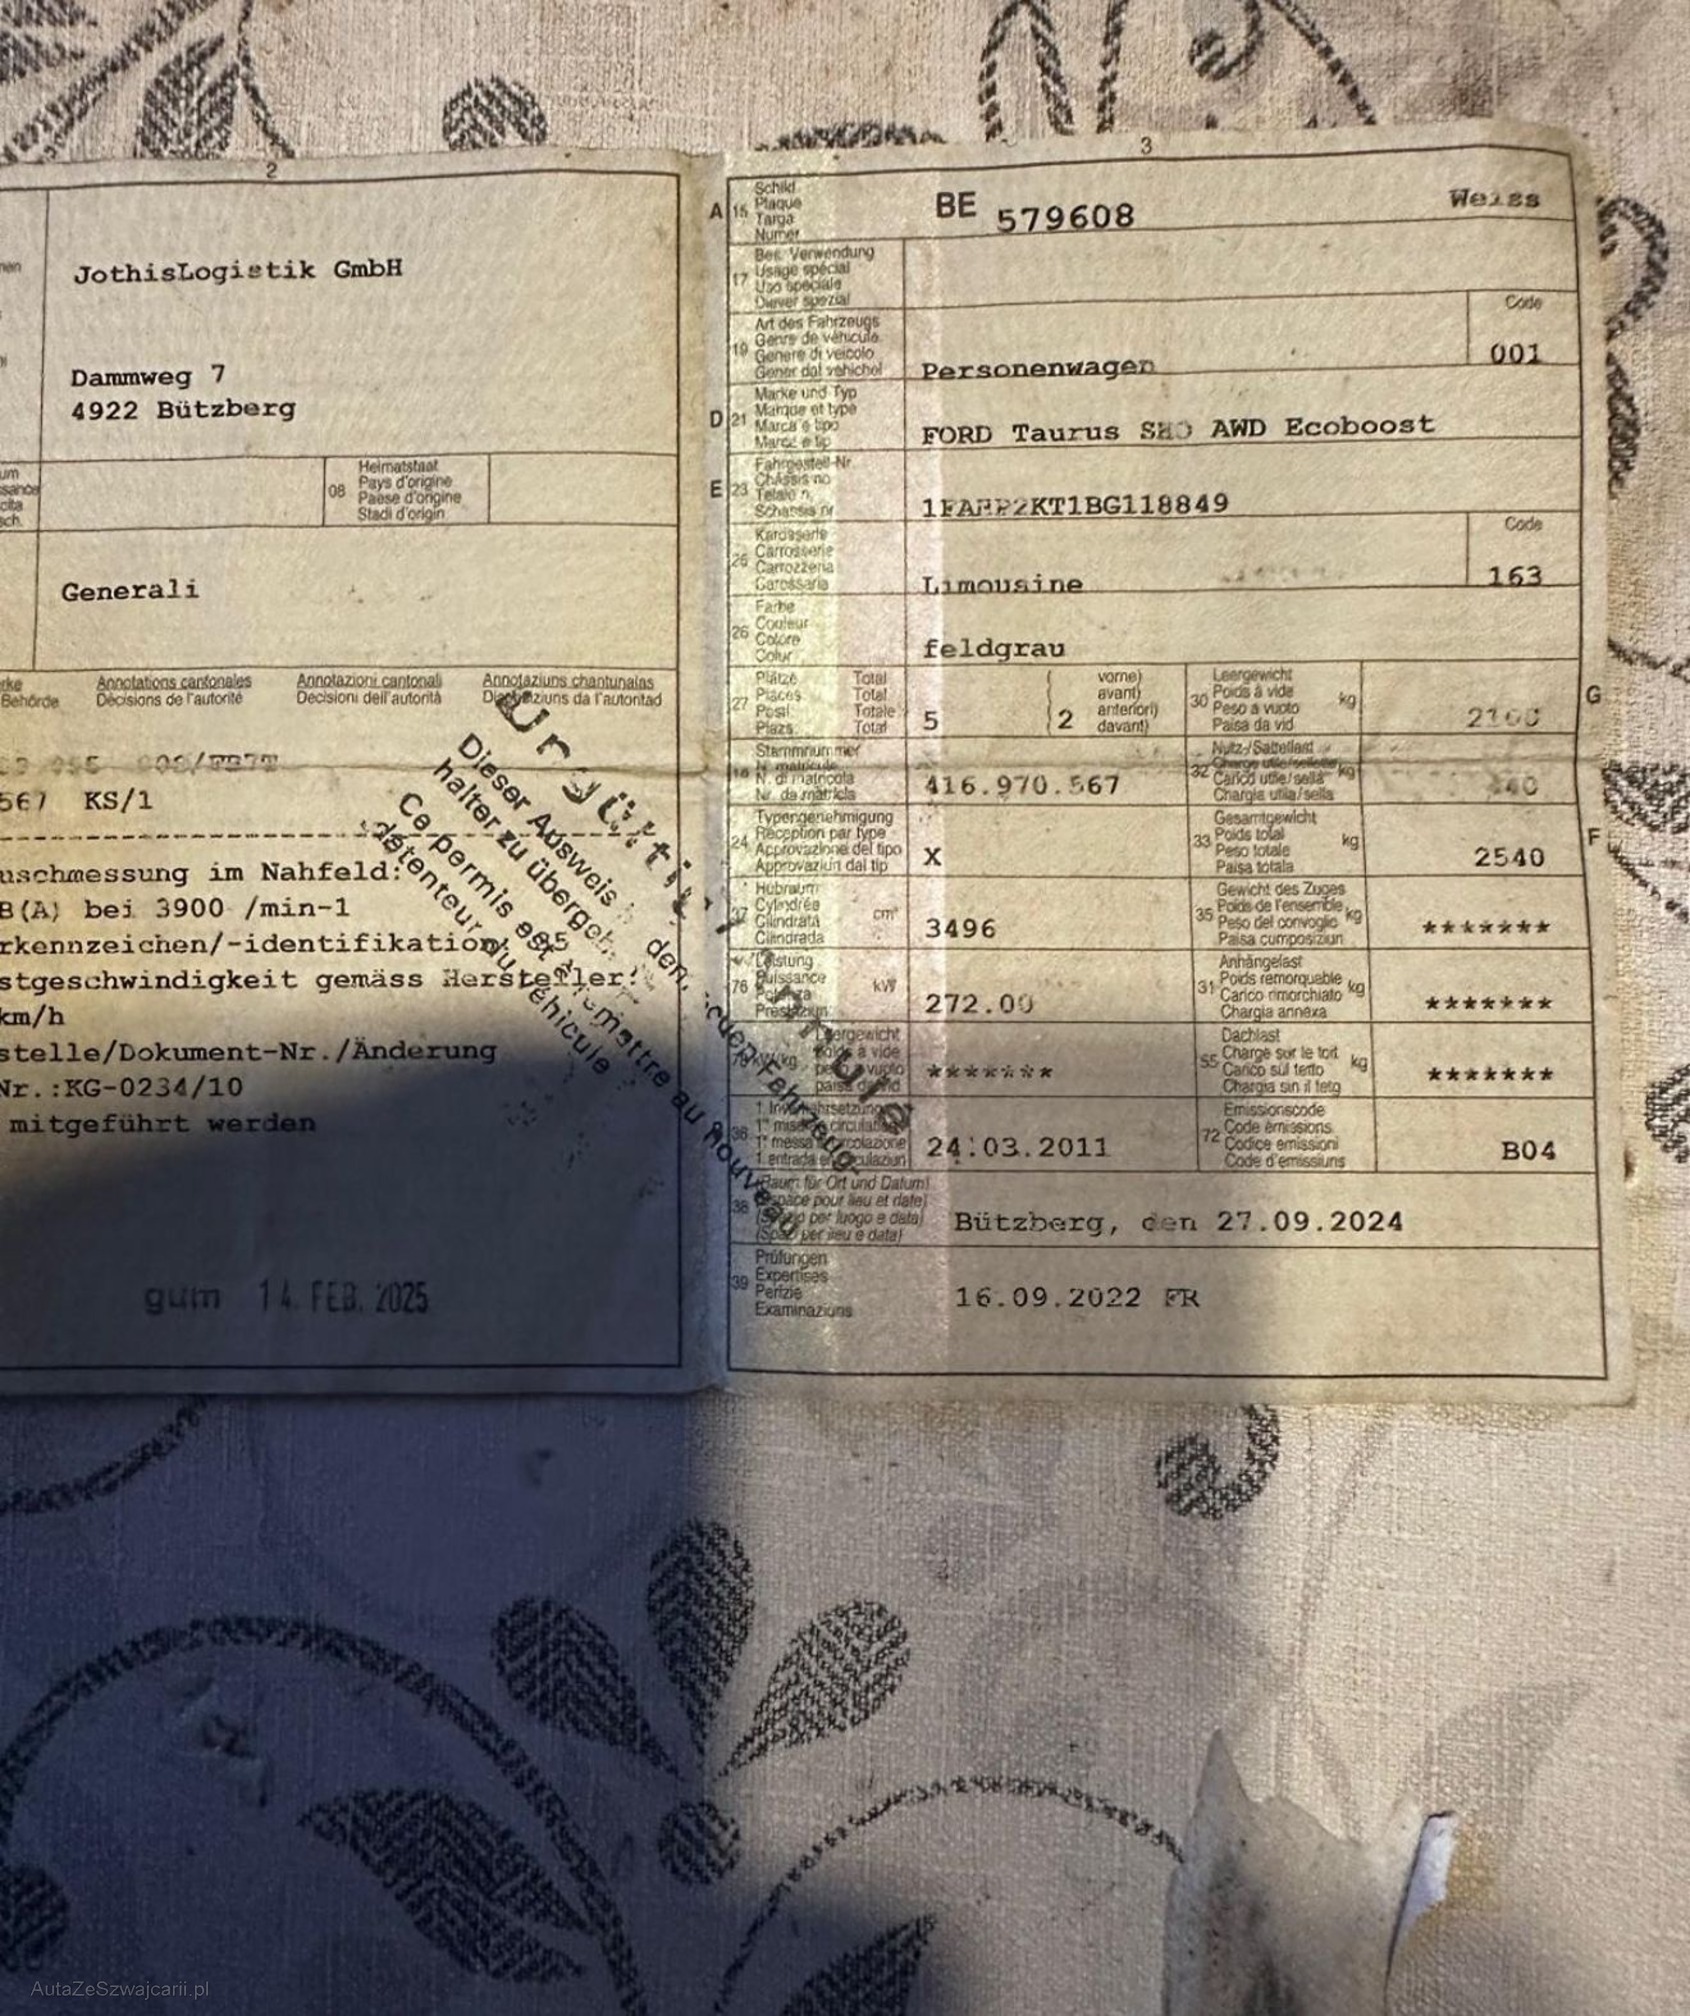 2
JothisLogistik GmbH
Dammweg 7
4922 Bützberg
Heimatstaat
08 Pays d'origine
Paese d'origine
Stadi d'origin
Generali
Behörde
Annotations cantonales
Décisions de l'autorité
Annotazioni cantonali
Decisioni dell'autorità
Annotaziuns chantunalas
da l'autoritad
567 KS/1
uschmessung im Nahfeld:
B(A) bei 3900 /min-1
rkennzeichen/-identifikation
stgeschwindigkeit gemäss Hersteller:
km/h
stelle/Dokument-Nr./Änderung
Nr.:KG-0234/10
mitgeführt werden
gum 14. FEB. 2025
Dieser Ausweis
halter zu
Ce permis est à remettre au nouveau
détenteur du véhicule
3
A 15 Schild
Plaque
Targa
Numer
BE 579608 Weiss
17 Bes. Verwendung
Usage spécial
Uso speciale
Diever spezial
19 Art des Fahrzeugs
Genre de véhicule
Genere di veicolo
Gener dal vehichel
Personenwagen
Code
001
D 21 Marke und Typ
Marque et type
Marca e tipo
Marca e tip
FORD Taurus SHO AWD Ecoboost
E 23 Fahrgestell-Nr.
Châssis no
Telaio n.
Schassis nr.
KT1BG118849
Karosserie
Carrosserie
Carrozzeria
Carossaria
Limousine
Code
163
26 Farbe
Couleur
Colore
Colur
feldgrau
27 Plätze Total
Places Total
Posti Totale
Plazs Total
5
2
vorne)
avant)
anteriori)
davant)
30 Leergewicht
Poids à vide
Peso a vuoto
Paisa da vid
kg
G
18 Stammnummer
N. matricule
N. di matricola
Nr. da matricla
416.970.567
32 Nutz-/Sattellast
Charge utile/sellette
Carico utile/sella
Chargia utila/sella
kg
24 Typengenehmigung
Réception par type
Approvazione del tipo
Approvaziun dal tip
X
33 Gesamtgewicht
Poids total
Peso totale
Paisa totala
kg
2540
F
37 Hubraum
Cylindrée
Cilindrata
Cilindrada
cm³
3496
35 Gewicht des Zuges
Poids de l'ensemble
Peso del convoglio
Paisa cumposiziun
kg
*******
76 Leistung
Puissance
Potenza
Prestaziun
kW
272.00
31 Anhängelast
Poids remorquable
Carico rimorchiato
Chargia annexa
kg
*******
Leergewicht
*******
55 Dachlast
Charge sur le toit
Carico sul tetto
Chargia sin il tetg
kg
*******
24.03.2011
72 Emissionscode
Code émissions
Codice emissioni
Code d'emissiuns
B04
38 (Raum für Ort und Datum)
(Espace pour lieu et date)
(Spazio per luogo e data)
(Spazi per lieu e data)
Bützberg, den 27.09.2024
39 Prüfungen
Expertises
Perizie
Examinaziuns
16.09.2022 FR
AutaZeSzwajcarii.pl